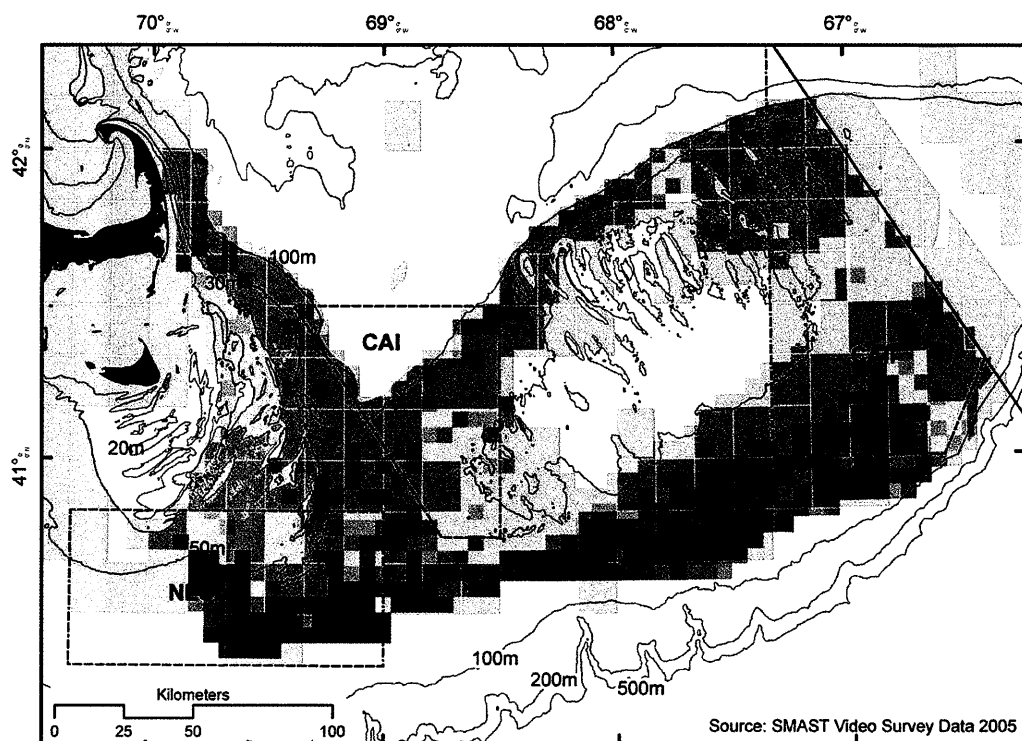 70° 69° 68° 67°
42°
41°
100m
30m
CAI
20m
50m
N
100m
200m
500m
Kilometers
0 25 50 100
Source: SMAST Video Survey Data 2005